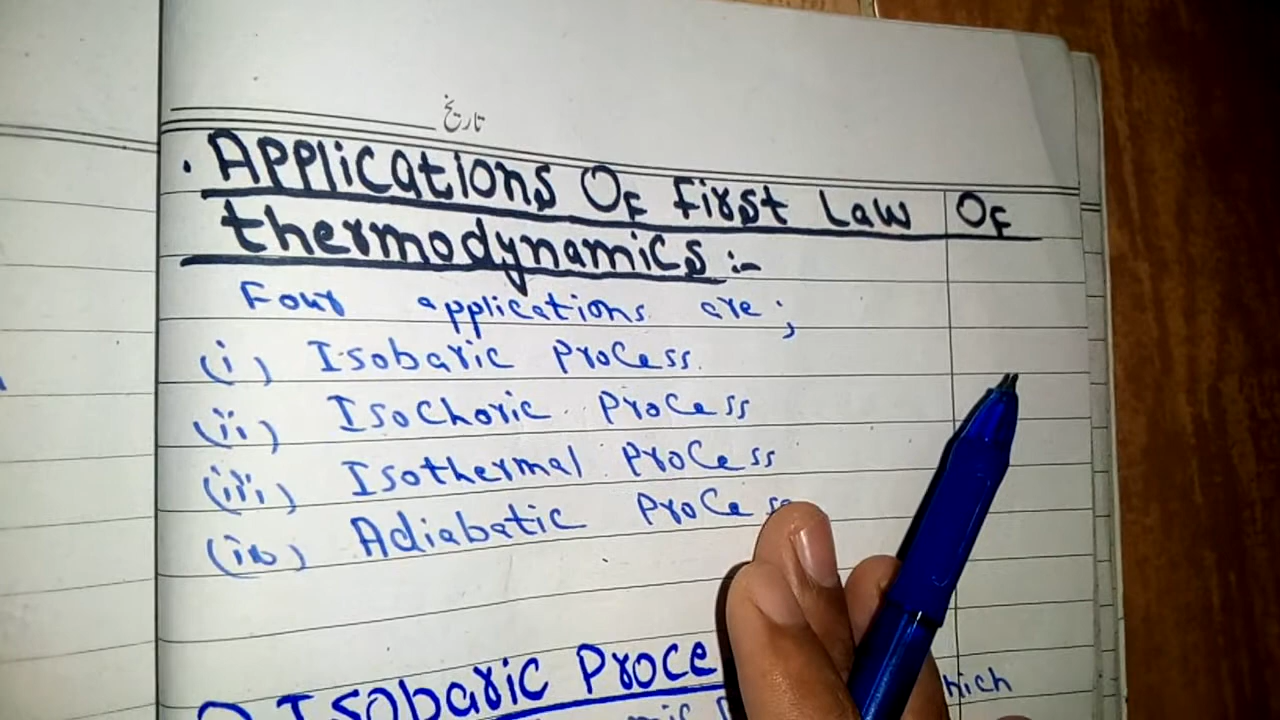 تاریخ
. Applications Of First Law Of
thermodynamics :-
Four applications are ;
(i) Isobaric Process.
(ii) Isochoric Process
(iii) Isothermal Process
(iv) Adiabatic Process
Isobaric